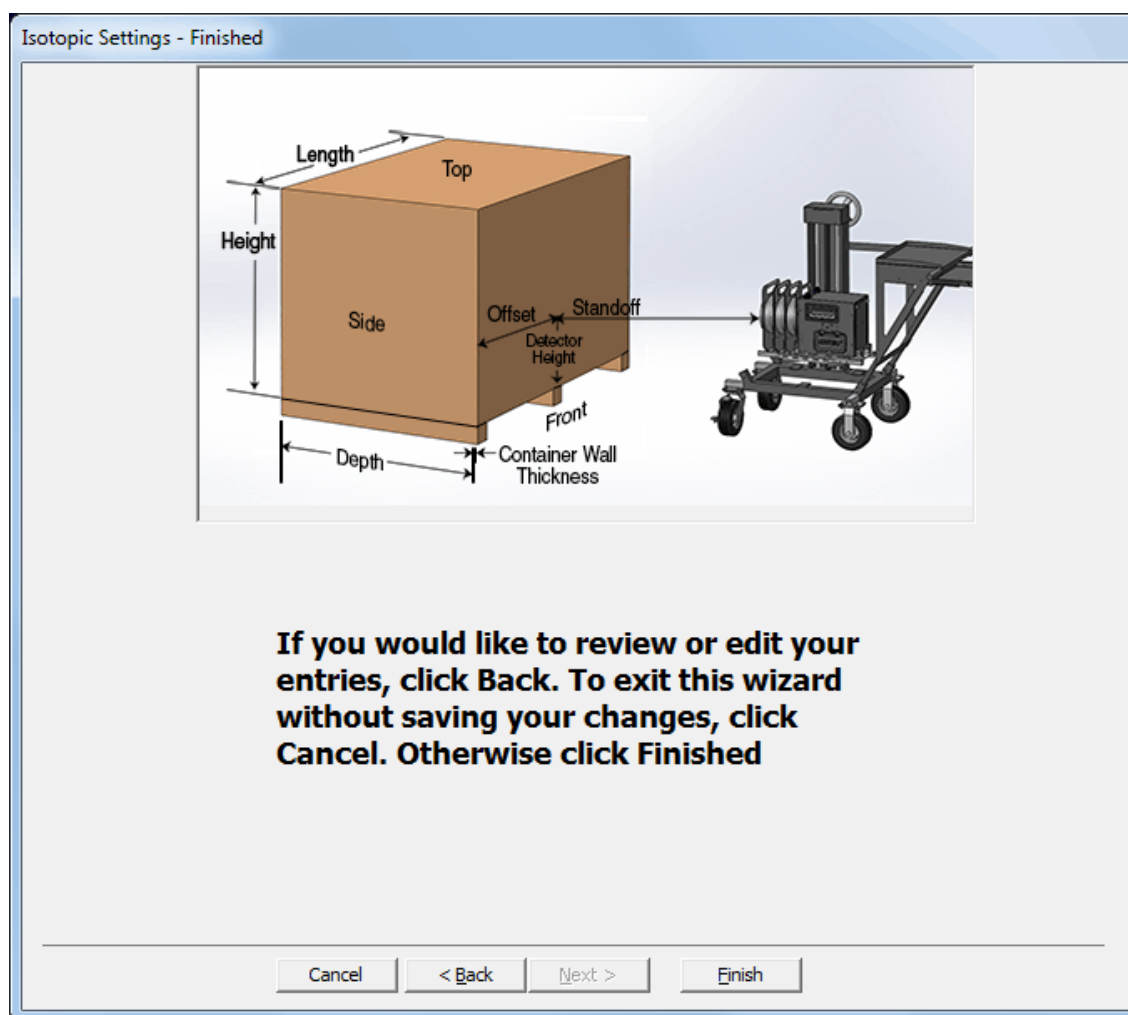 Isotopic Settings - Finished
Length
Top
Height
Side
Offset
Standoff
Detector
Height
Front
Depth
Container Wall
Thickness
If you would like to review or edit your
entries, click Back. To exit this wizard
without saving your changes, click
Cancel. Otherwise click Finished
Cancel
< Back
Next >
Finish